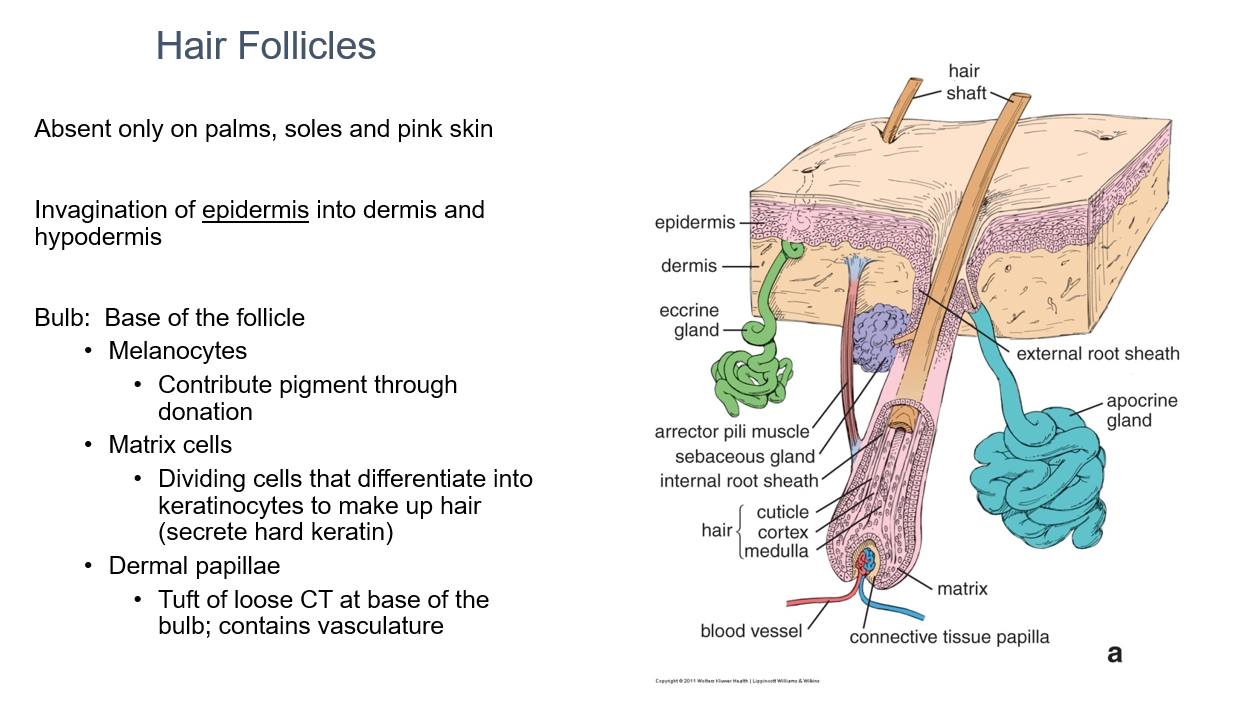 Hair Follicles
Absent only on palms, soles and pink skin
Invagination of epidermis into dermis and
hypodermis
Bulb:  Base of the follicle
• Melanocytes
• Contribute pigment through
donation
• Matrix cells
• Dividing cells that differentiate into
keratinocytes to make up hair
(secrete hard keratin)
• Dermal papillae
• Tuft of loose CT at base of the
bulb; contains vasculature
hair
shaft
epidermis
dermis
eccrine
gland
external root sheath
apocrine
gland
arrector pili muscle
sebaceous gland
internal root sheath
hair
cuticle
cortex
medulla
matrix
blood vessel
connective tissue papilla
a
Copyright © 2011 Wolters Kluwer Health | Lippincott Williams & Wilkins